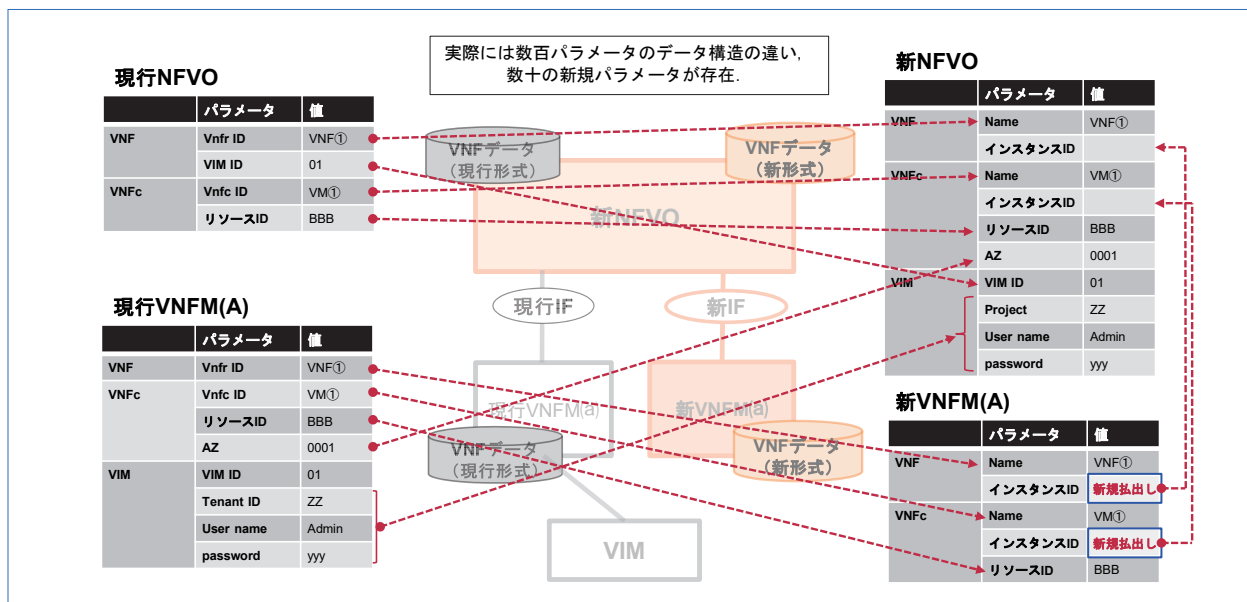 実際には数百パラメータのデータ構造の違い,
数十の新規パラメータが存在.
現行NFVO
パラメータ 値
VNF Vnfr ID VNF①
VIM ID 01
VNFc Vnfc ID VM①
リソースID BBB
現行VNFM(A)
パラメータ 値
VNF Vnfr ID VNF①
VNFc Vnfc ID VM①
リソースID BBB
AZ 0001
VIM VIM ID 01
Tenant ID ZZ
User name Admin
password yyy
VNFデータ
(現行形式)
VNFデータ
(新形式)
新NFVO
現行IF
新IF
現行VNFM(a)
新VNFM(a)
VNFデータ
(現行形式)
VNFデータ
(新形式)
VIM
新NFVO
パラメータ 値
VNF Name VNF①
インスタンスID
VNFc Name VM①
インスタンスID
リソースID BBB
AZ 0001
VIM VIM ID 01
Project ZZ
User name Admin
password yyy
新VNFM(A)
パラメータ 値
VNF Name VNF①
インスタンスID 新規払出し
VNFc Name VM①
インスタンスID 新規払出し
リソースID BBB